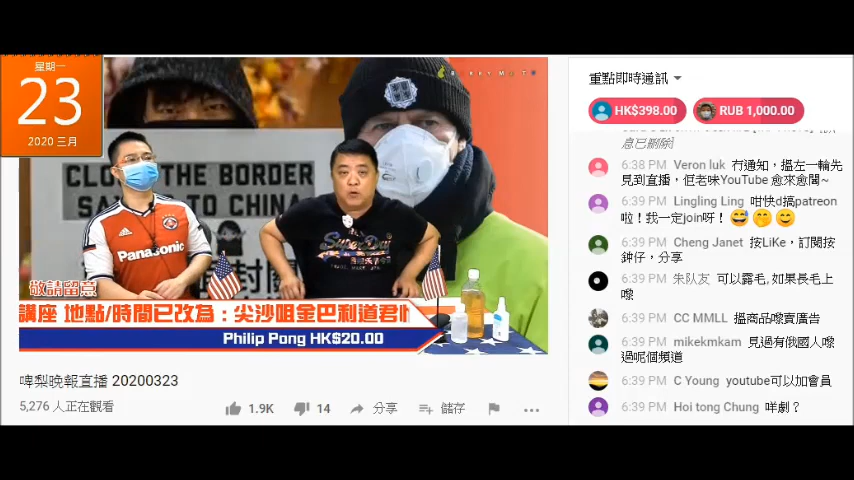 星期一
23
2020 三月
BERRYMETO
CLOSE THE BORDER
TO CHINA
Panasonic
SuperDry
敬請留意
講座 地點/時間已改為：尖沙咀金巴利道君
Philip Pong HK$20.00
啤梨晚報直播 20200323
5,276 人正在觀看
1.9K
14
分享
儲存
重點即時通訊
HK$398.00
RUB 1,000.00
息已刪除]
6:38 PM Veron luk 冇通知，搵左一輪先
見到直播，佢老味YouTube 愈來愈閪~
6:39 PM Lingling Ling 咁快d搞patreon
啦！我一定join呀！😅🤭😊
6:39 PM Cheng Janet 按LiKe，訂閱按
鈡仔，分享
6:39 PM 朱队友 可以露毛, 如果長毛上
嚟
6:39 PM CC MMLL 搵商品嚟賣廣告
6:39 PM mikekmkam 見過有俄國人嚟
過呢個頻道
6:39 PM C Young youtube可以加會員
6:39 PM Hoi tong Chung 咩劇？